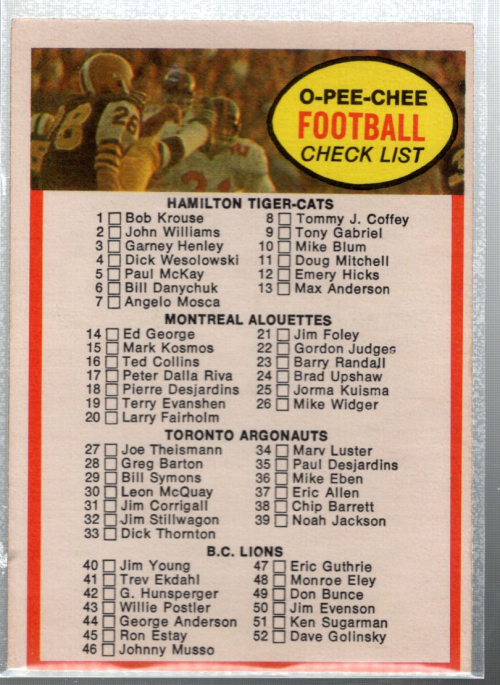 O-PEE-CHEE
FOOTBALL
CHECK LIST
HAMILTON TIGER-CATS
1 Bob Krouse
2 John Williams
3 Garney Henley
4 Dick Wesolowski
5 Paul McKay
6 Bill Danychuk
7 Angelo Mosca
8 Tommy J. Coffey
9 Tony Gabriel
10 Mike Blum
11 Doug Mitchell
12 Emery Hicks
13 Max Anderson
MONTREAL ALOUETTES
14 Ed George
15 Mark Kosmos
16 Ted Collins
17 Peter Dalla Riva
18 Pierre Desjardins
19 Terry Evanshen
20 Larry Fairholm
21 Jim Foley
22 Gordon Judges
23 Barry Randall
24 Brad Upshaw
25 Jorma Kuisma
26 Mike Widger
TORONTO ARGONAUTS
27 Joe Theismann
28 Greg Barton
29 Bill Symons
30 Leon McQuay
31 Jim Corrigall
32 Jim Stillwagon
33 Dick Thornton
34 Marv Luster
35 Paul Desjardins
36 Mike Eben
37 Eric Allen
38 Chip Barrett
39 Noah Jackson
B.C. LIONS
40 Jim Young
41 Trev Ekdahl
42 G. Hunsperger
43 Willie Postler
44 George Anderson
45 Ron Estay
46 Johnny Musso
47 Eric Guthrie
48 Monroe Eley
49 Don Bunce
50 Jim Evenson
51 Ken Sugarman
52 Dave Golinsky
28